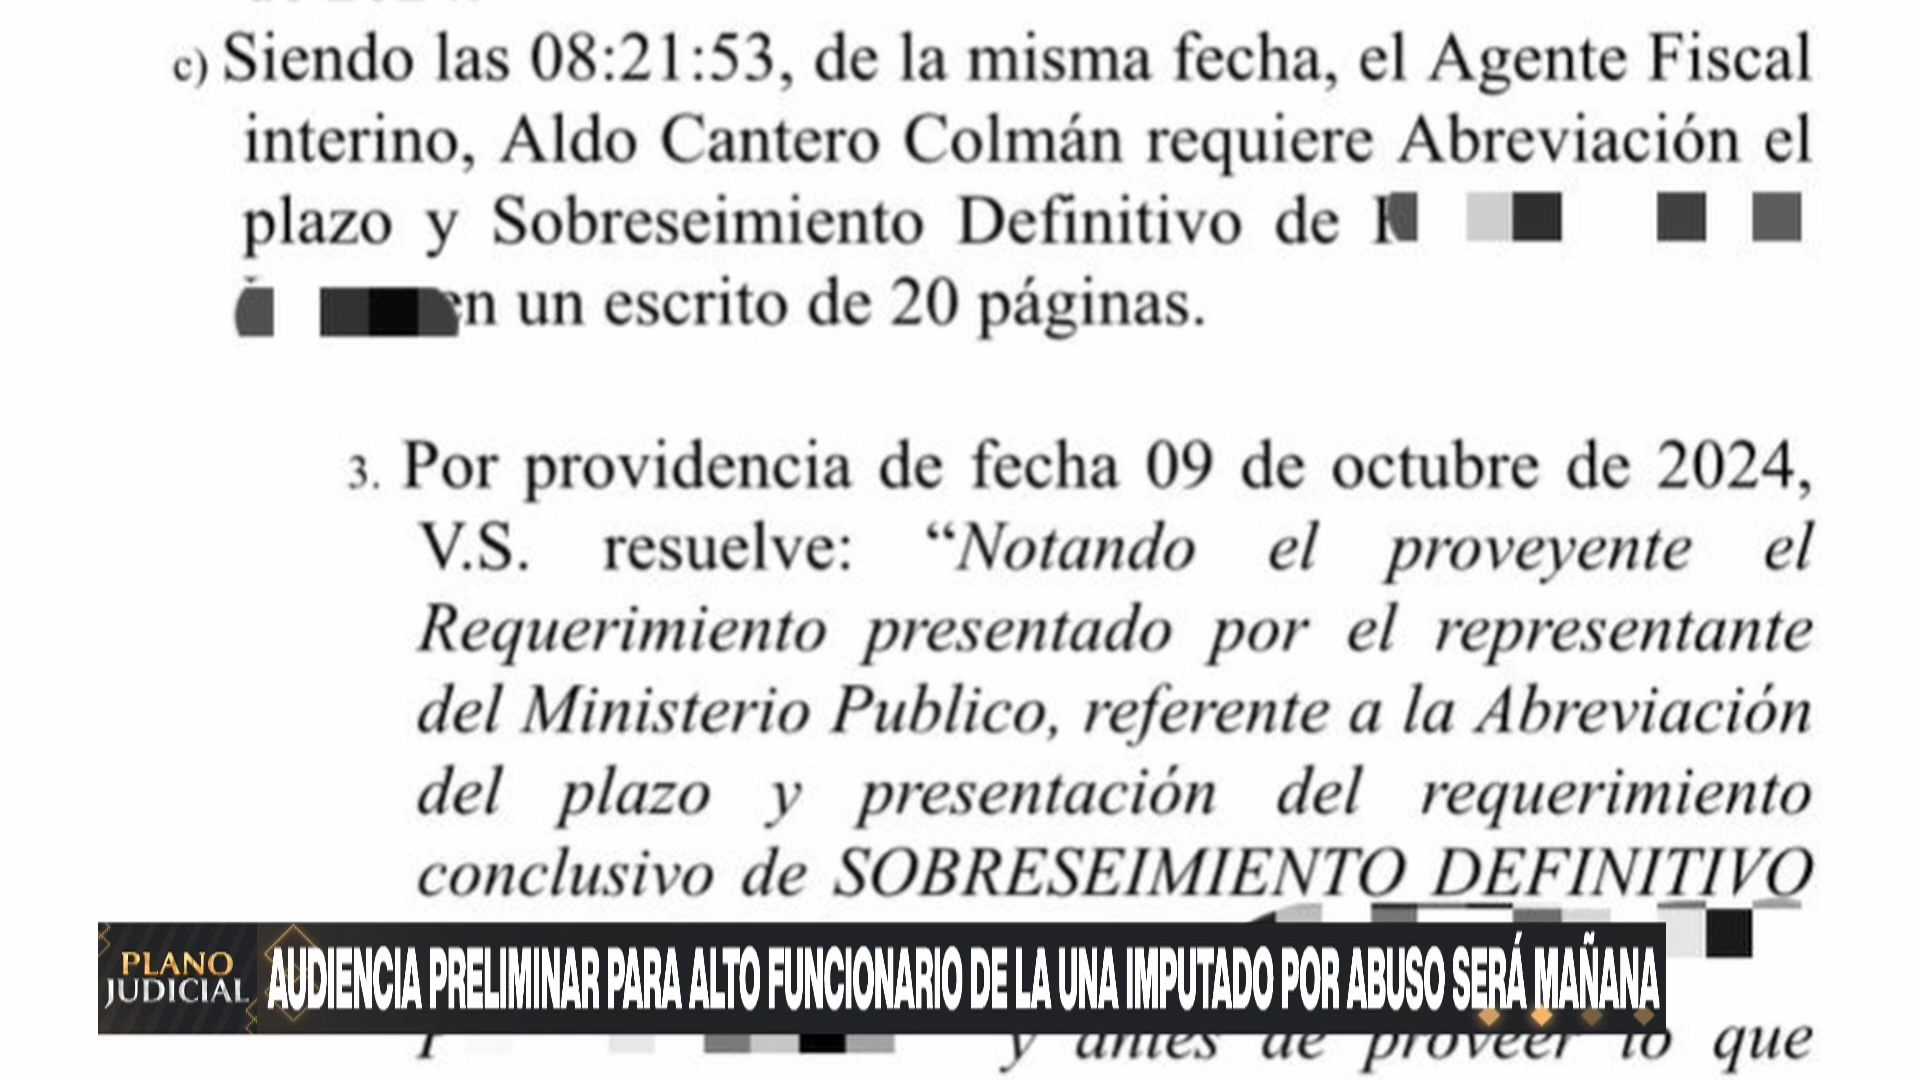 c) Siendo las 08:21:53, de la misma fecha, el Agente Fiscal
interino, Aldo Cantero Colmán requiere Abreviación el
plazo y Sobreseimiento Definitivo de
en un escrito de 20 páginas.
3. Por providencia de fecha 09 de octubre de 2024,
V.S. resuelve: “Notando el proveyente el
Requerimiento presentado por el representante
del Ministerio Publico, referente a la Abreviación
del plazo y presentación del requerimiento
conclusivo de SOBRESEIMIENTO DEFINITIVO
PLANO
JUDICIAL
AUDIENCIA PRELIMINAR PARA ALTO FUNCIONARIO DE LA UNA IMPUTADO POR ABUSO SERÁ MAÑANA
y antes de proveer lo que